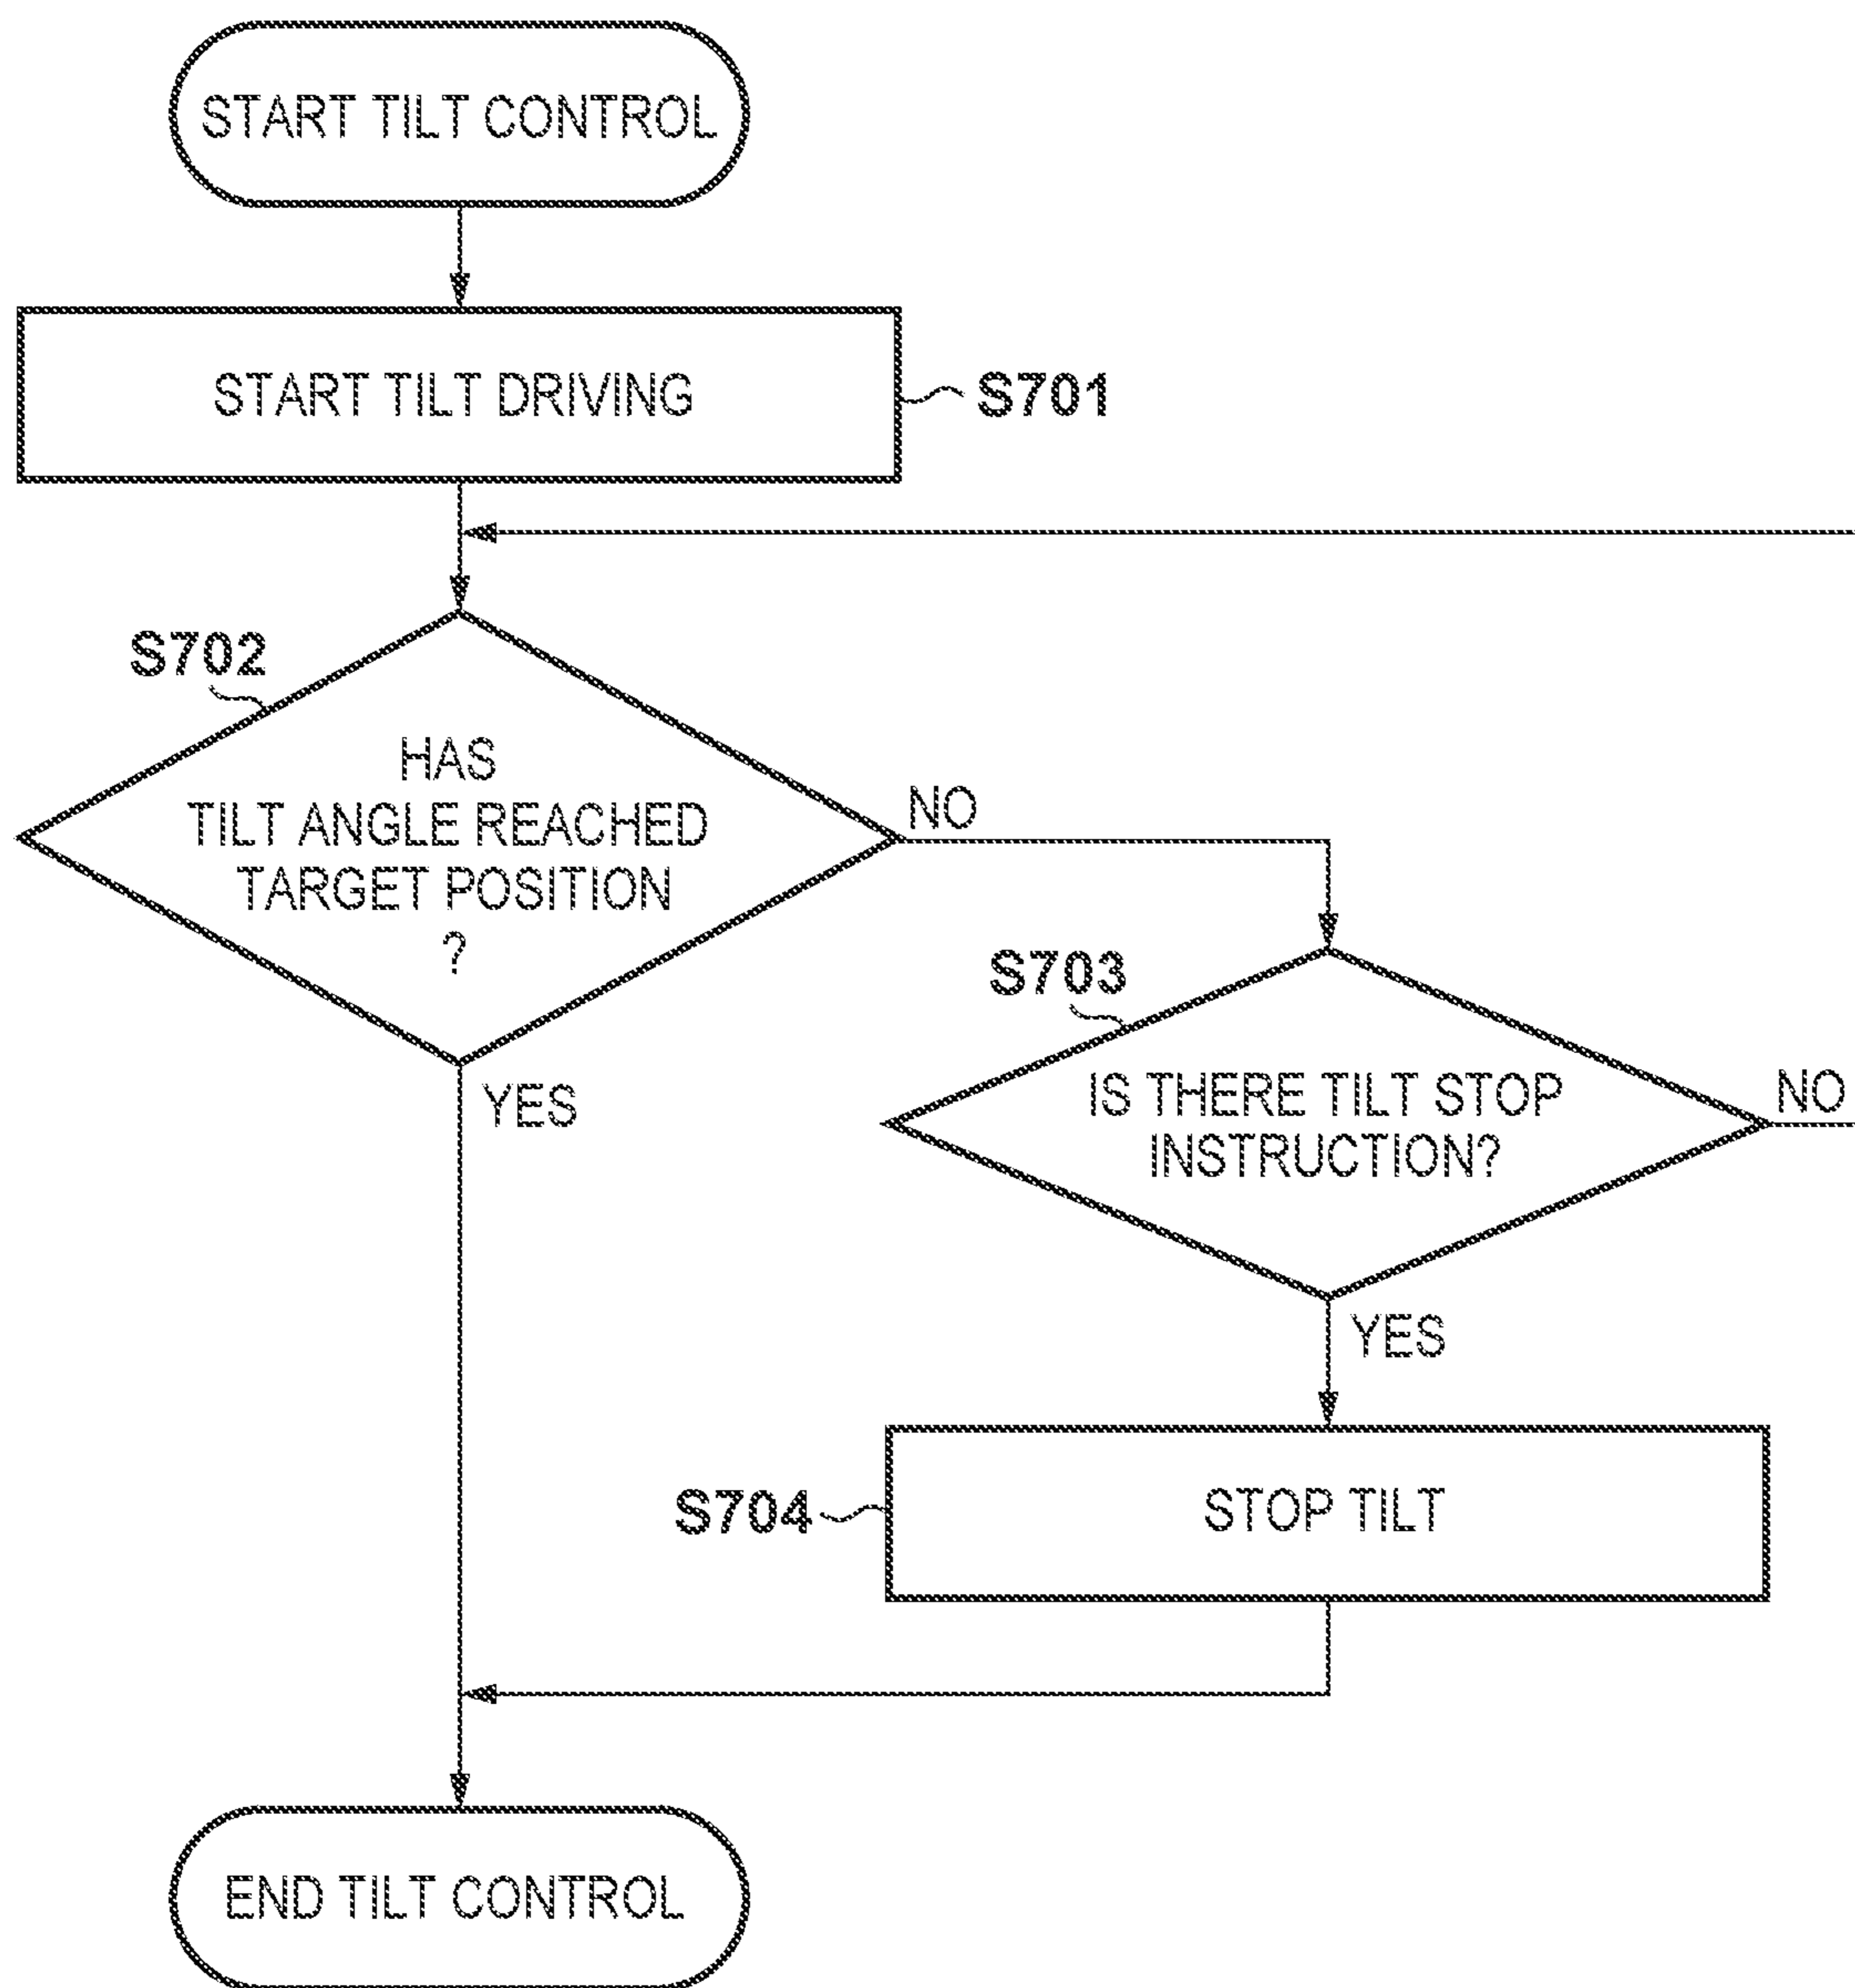 START TILT CONTROL
START TILT DRIVING
S701
S702
HAS
TILT ANGLE REACHED
TARGET POSITION
?
NO
YES
S703
IS THERE TILT STOP
INSTRUCTION?
NO
YES
S704
STOP TILT
END TILT CONTROL